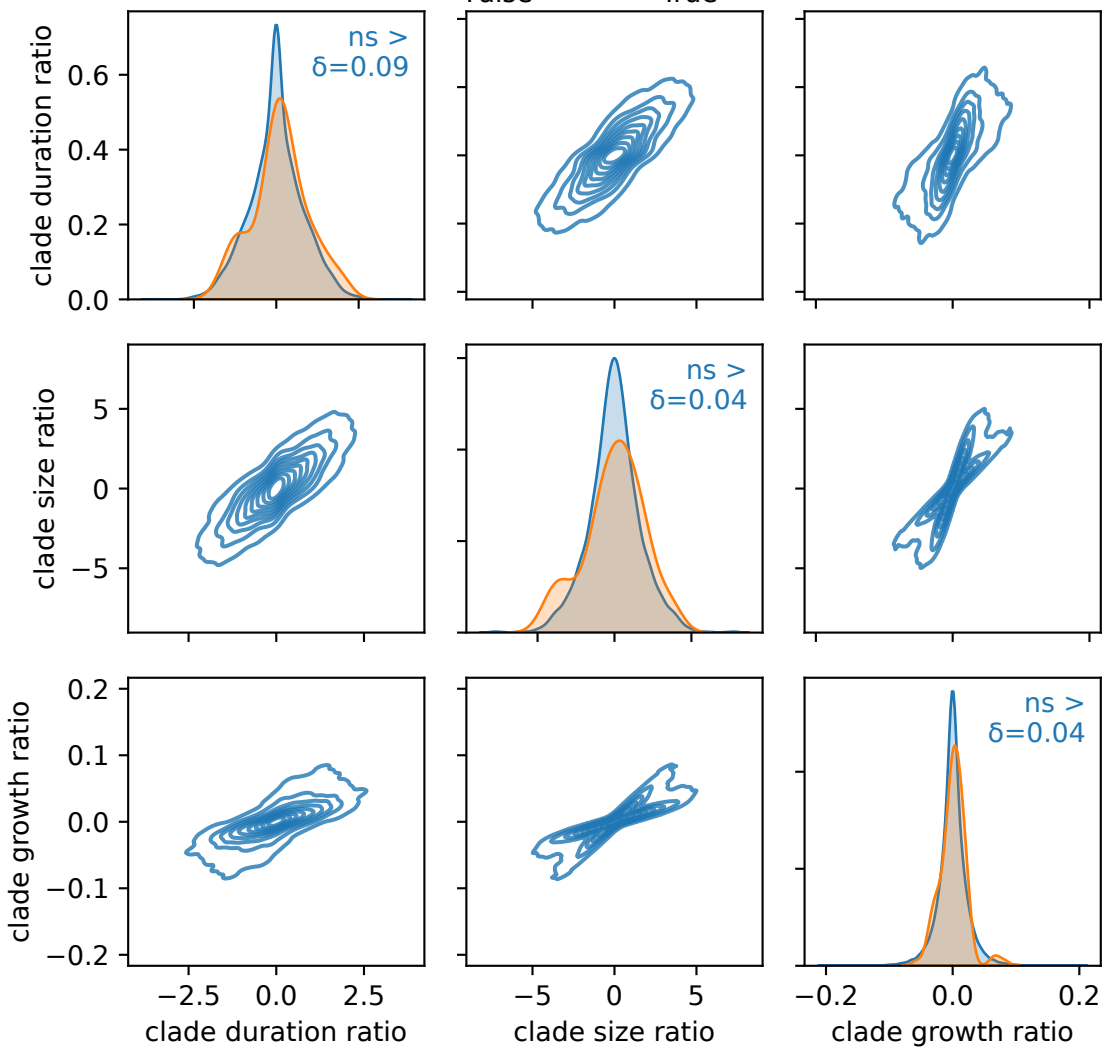 False True
clade duration ratio
0.6
0.4
0.2
0.0
ns >
δ=0.09
clade size ratio
5
0
−5
ns >
δ=0.04
clade growth ratio
0.2
0.1
0.0
−0.1
−0.2
ns >
δ=0.04
−2.5 0.0 2.5
−5 0 5
−0.2 0.0 0.2
clade duration ratio
clade size ratio
clade growth ratio